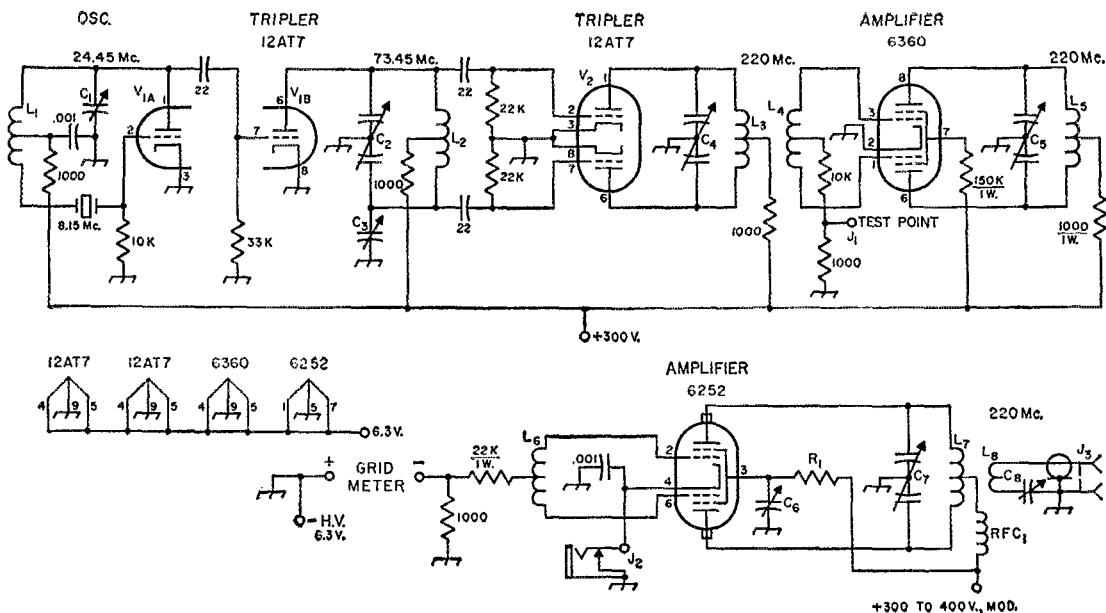 OSC.
TRIPLER
12AT7
TRIPLER
12AT7
AMPLIFIER
6360
24.45 Mc.
73.45 Mc.
220 Mc.
220 Mc.
22
22
L1
C1
V1A
1
2
3
.001
1000
8.15 Mc.
10K
V1B
6
7
8
33K
C2
C3
1000
L2
22
22K
22K
V2
1
2
3
8
7
6
C4
L3
1000
L4
10K
TEST POINT
J1
1000
8
3
2
1
6
7
150K
1W.
C5
L5
1000
1W.
+300V.
12AT7
12AT7
6360
6252
4
9
5
4
9
5
4
9
5
1
5
7
6.3V.
+
GRID
METER
-
-H.V.
6.3V.
1000
22K
1W.
L6
.001
J2
AMPLIFIER
6252
2
4
6
3
R1
C6
C7
L7
220 Mc.
L8
C8
J3
RFC1
+300 TO 400V., MOD.